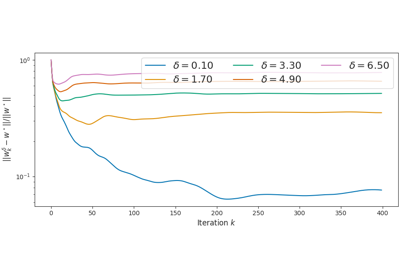 δ = 0.10
δ = 1.70
δ = 3.30
δ = 4.90
δ = 6.50
10⁰
10⁻¹
||w_k^δ − w*||/||w*||
0 50 100 150 200 250 300 350 400
Iteration k